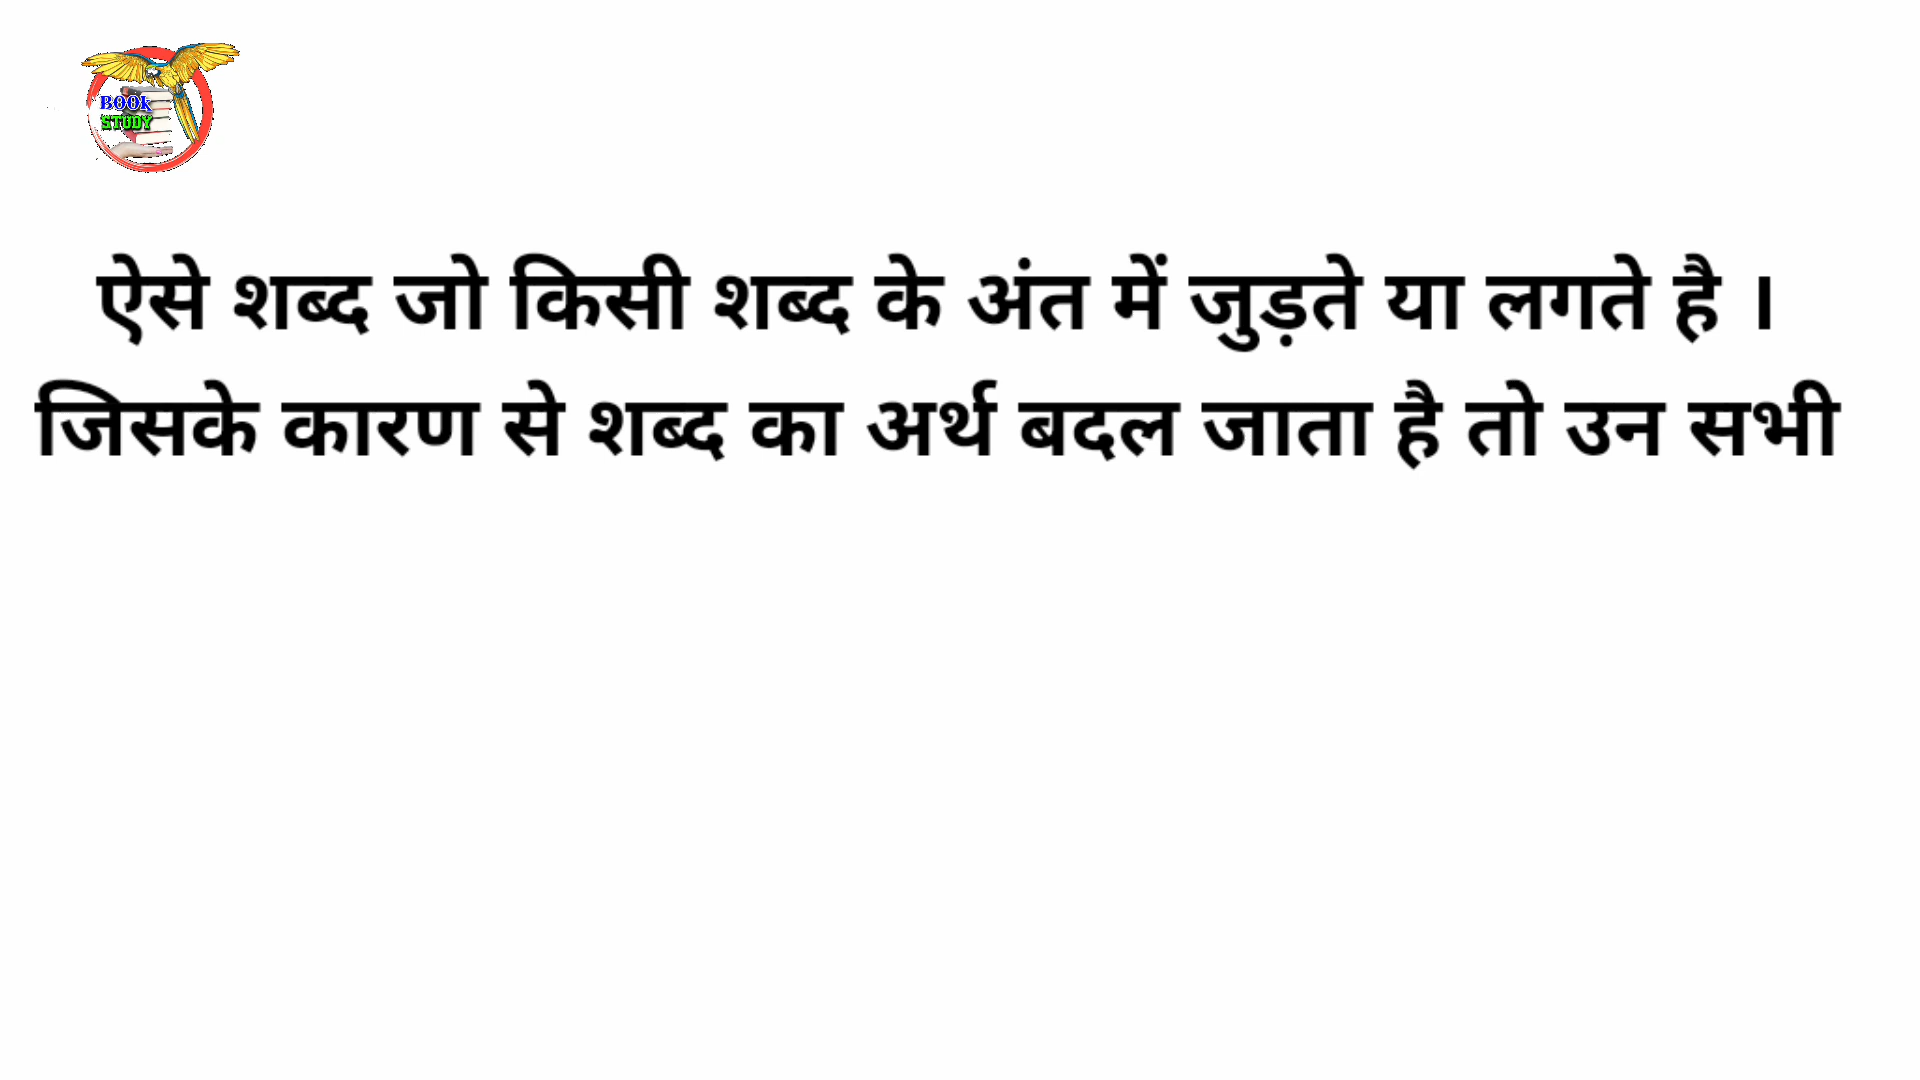 BOOK
STUDY
ऐसे शब्द जो किसी शब्द के अंत में जुड़ते या लगते है ।
जिसके कारण से शब्द का अर्थ बदल जाता है तो उन सभी